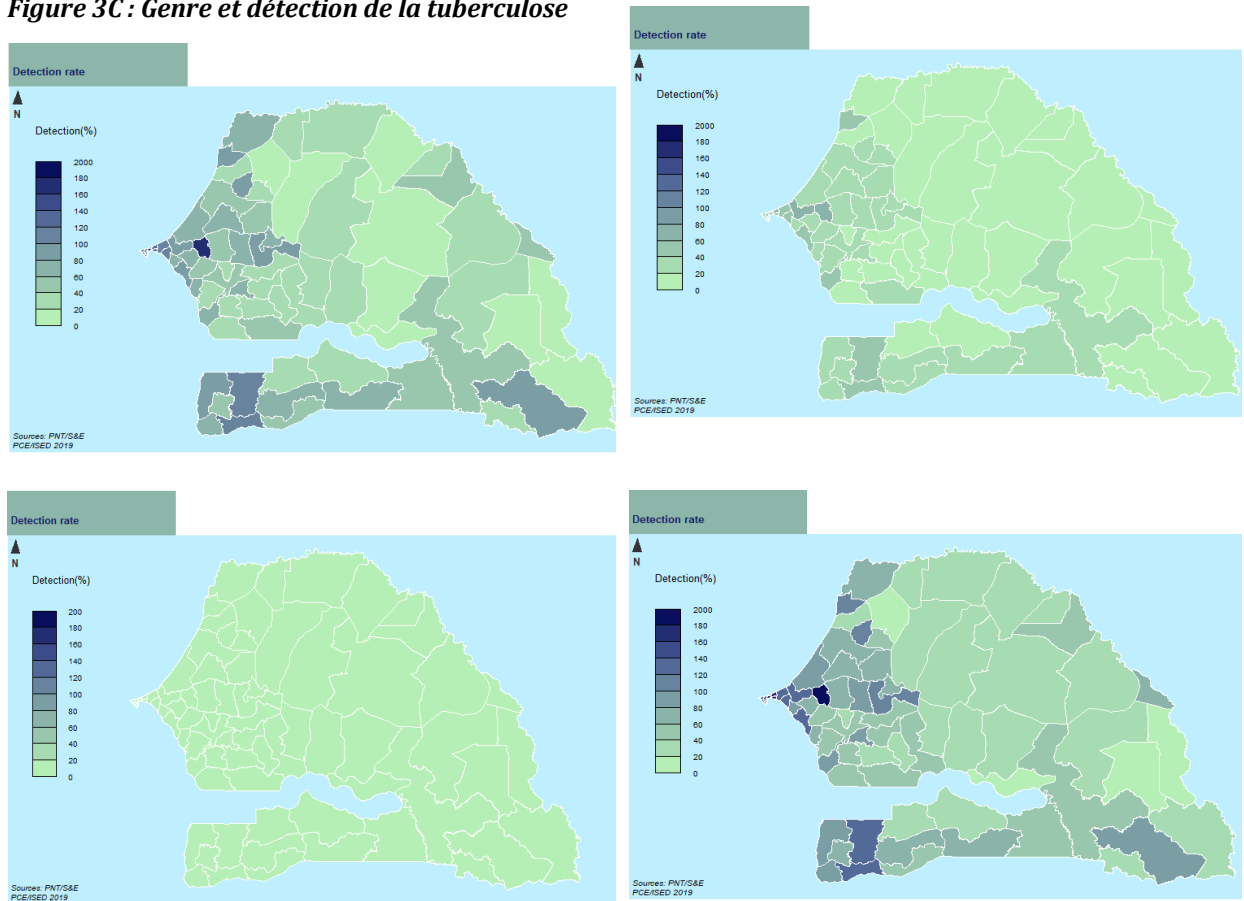 Figure 3C : Genre et détection de la tuberculose
Detection rate
N
Detection(%)
2000
180
160
140
120
100
80
60
40
20
0
Sources: PNT/S&E
PCE/ISED 2019
Detection rate
N
Detection(%)
2000
180
160
140
120
100
80
60
40
20
0
Sources: PNT/S&E
PCE/ISED 2019
Detection rate
N
Detection(%)
200
180
160
140
120
100
80
60
40
20
0
Sources: PNT/S&E
PCE/ISED 2019
Detection rate
N
Detection(%)
2000
180
160
140
120
100
80
60
40
20
0
Sources: PNT/S&E
PCE/ISED 2019